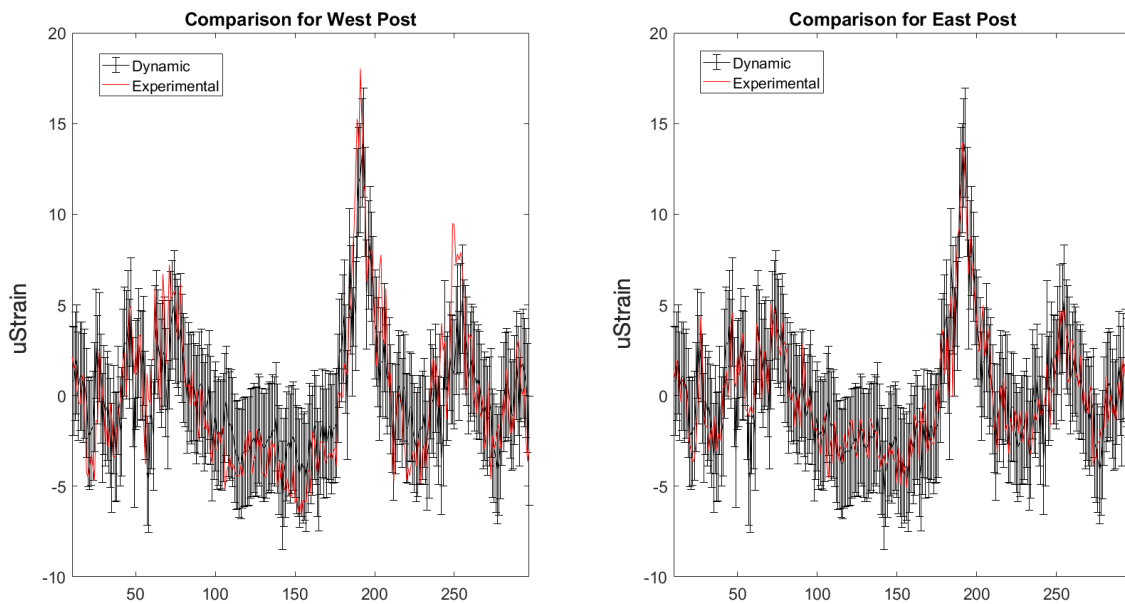 Comparison for West Post
20
15
10
5
0
-5
-10
uStrain
Dynamic
Experimental
50 100 150 200 250
Comparison for East Post
20
15
10
5
0
-5
-10
uStrain
Dynamic
Experimental
50 100 150 200 250